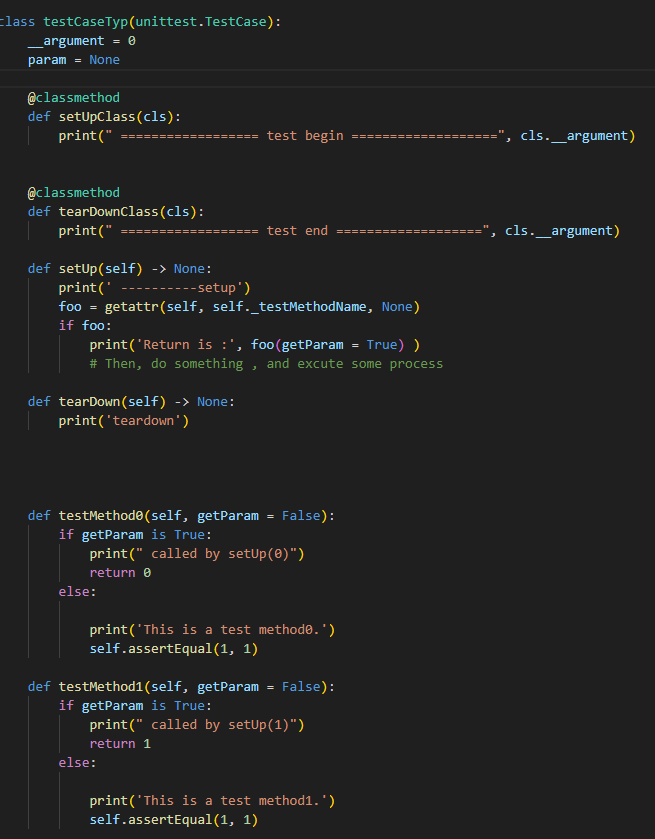 class testCaseTyp(unittest.TestCase):
    __argument = 0
    param = None
    @classmethod
    def setUpClass(cls):
        print(" ================== test begin ===================", cls.__argument)
    @classmethod
    def tearDownClass(cls):
        print(" ================== test end ===================", cls.__argument)
    def setUp(self) -> None:
        print(' ----------setup')
        foo = getattr(self, self._testMethodName, None)
        if foo:
            print('Return is :', foo(getParam = True) )
            # Then, do something , and excute some process
    def tearDown(self) -> None:
        print('teardown')
    def testMethod0(self, getParam = False):
        if getParam is True:
            print(" called by setUp(0)")
            return 0
        else:
            print('This is a test method0.')
            self.assertEqual(1, 1)
    def testMethod1(self, getParam = False):
        if getParam is True:
            print(" called by setUp(1)")
            return 1
        else:
            print('This is a test method1.')
            self.assertEqual(1, 1)